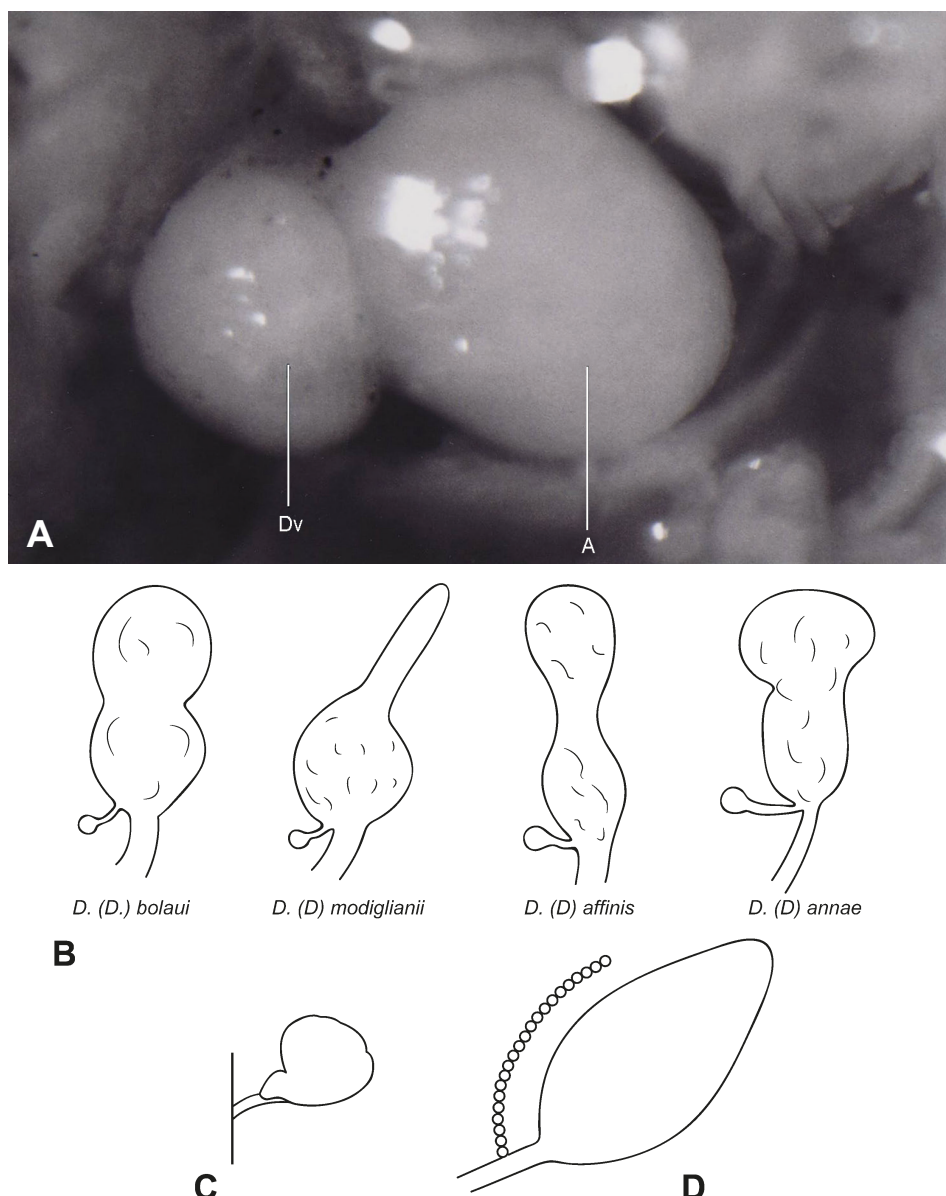 Dv
A
A
D. (D.) bolaui
D. (D) modiglianii
D. (D) affinis
D. (D) annae
B
C
D